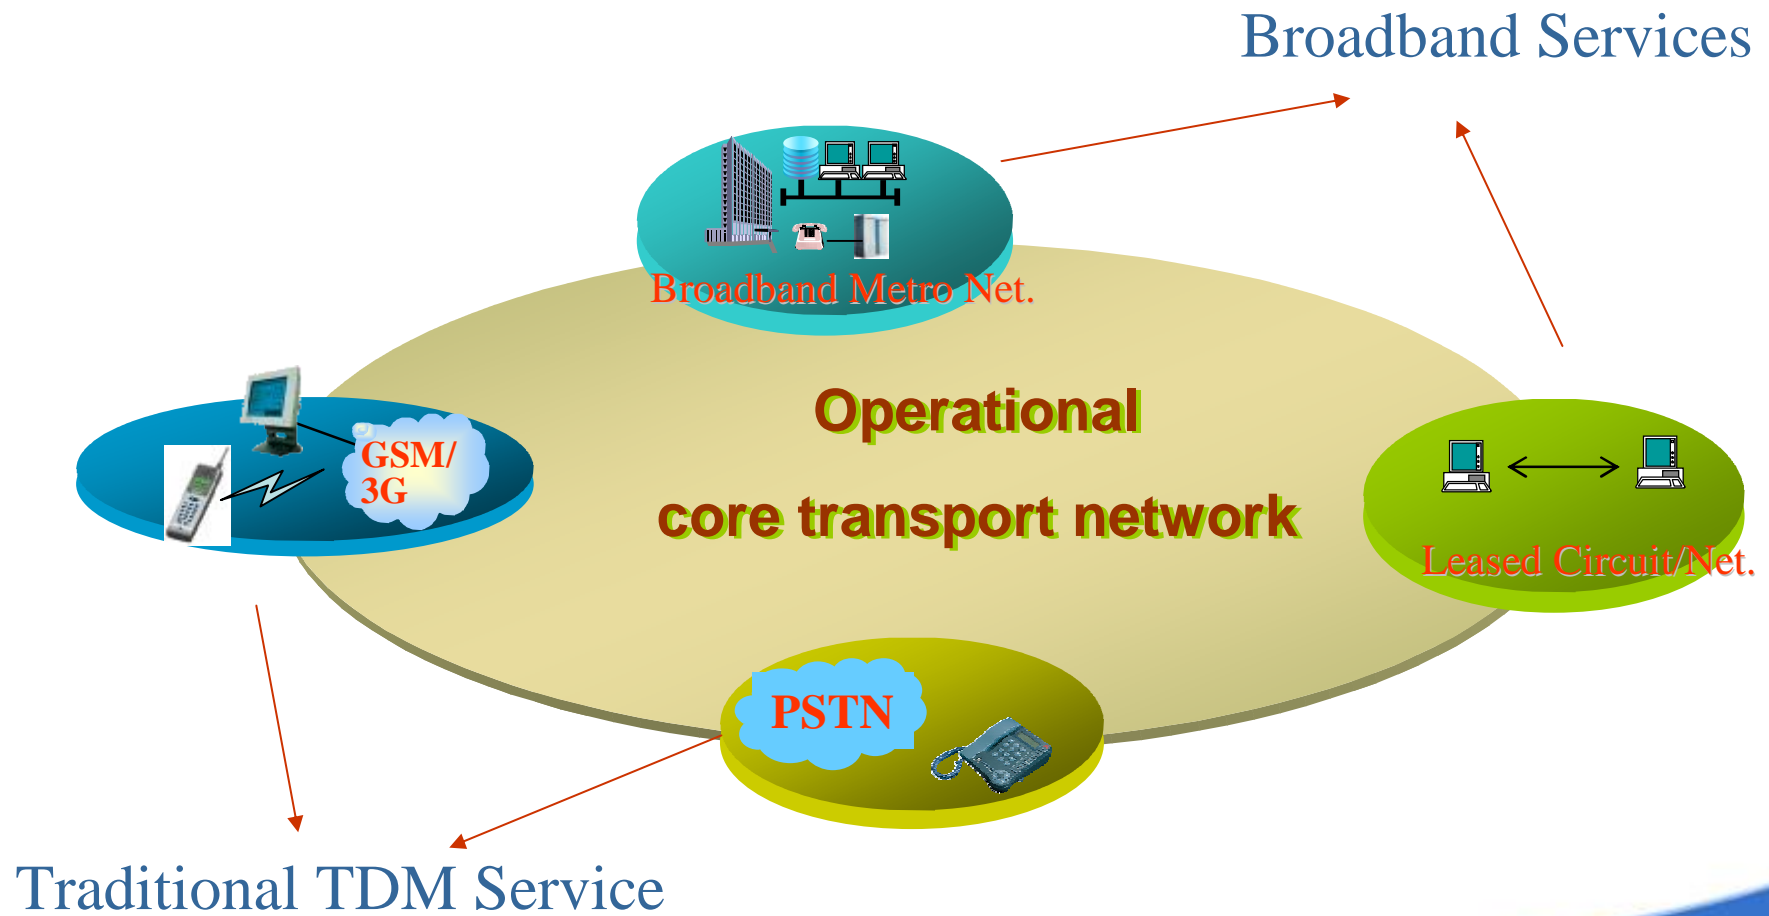 Broadband Services
Broadband Metro Net.
Operational
GSM/
3G
core transport network
Leased Circuit/Net.
PSTN
Traditional TDM Service